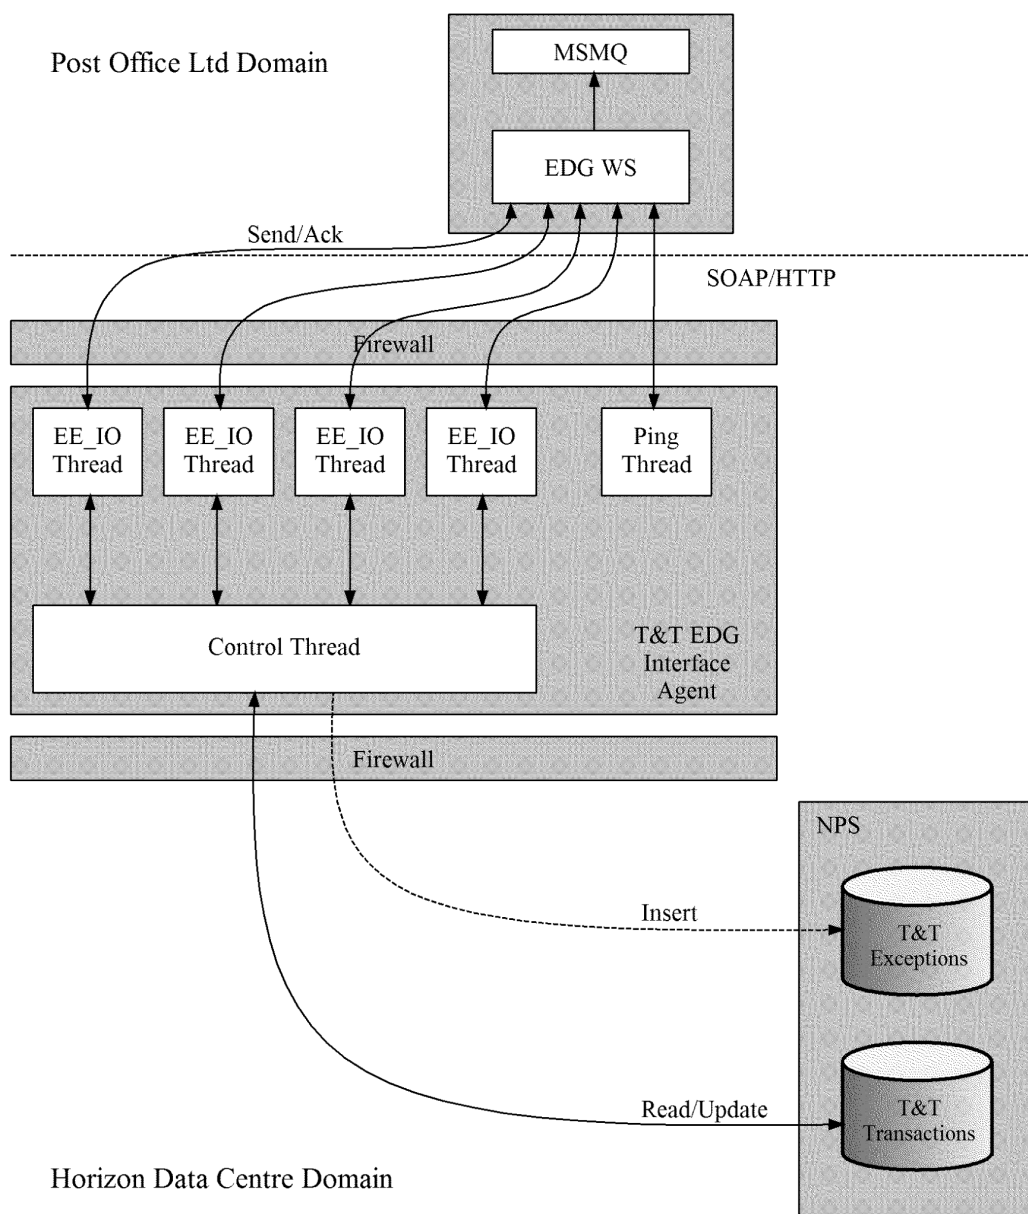 Post Office Ltd Domain
MSMQ
EDG WS
Send/Ack
SOAP/HTTP
Firewall
EE_IO
Thread
EE_IO
Thread
EE_IO
Thread
EE_IO
Thread
Ping
Thread
Control Thread
T&T EDG
Interface
Agent
Firewall
NPS
Insert
T&T
Exceptions
Read/Update
T&T
Transactions
Horizon Data Centre Domain